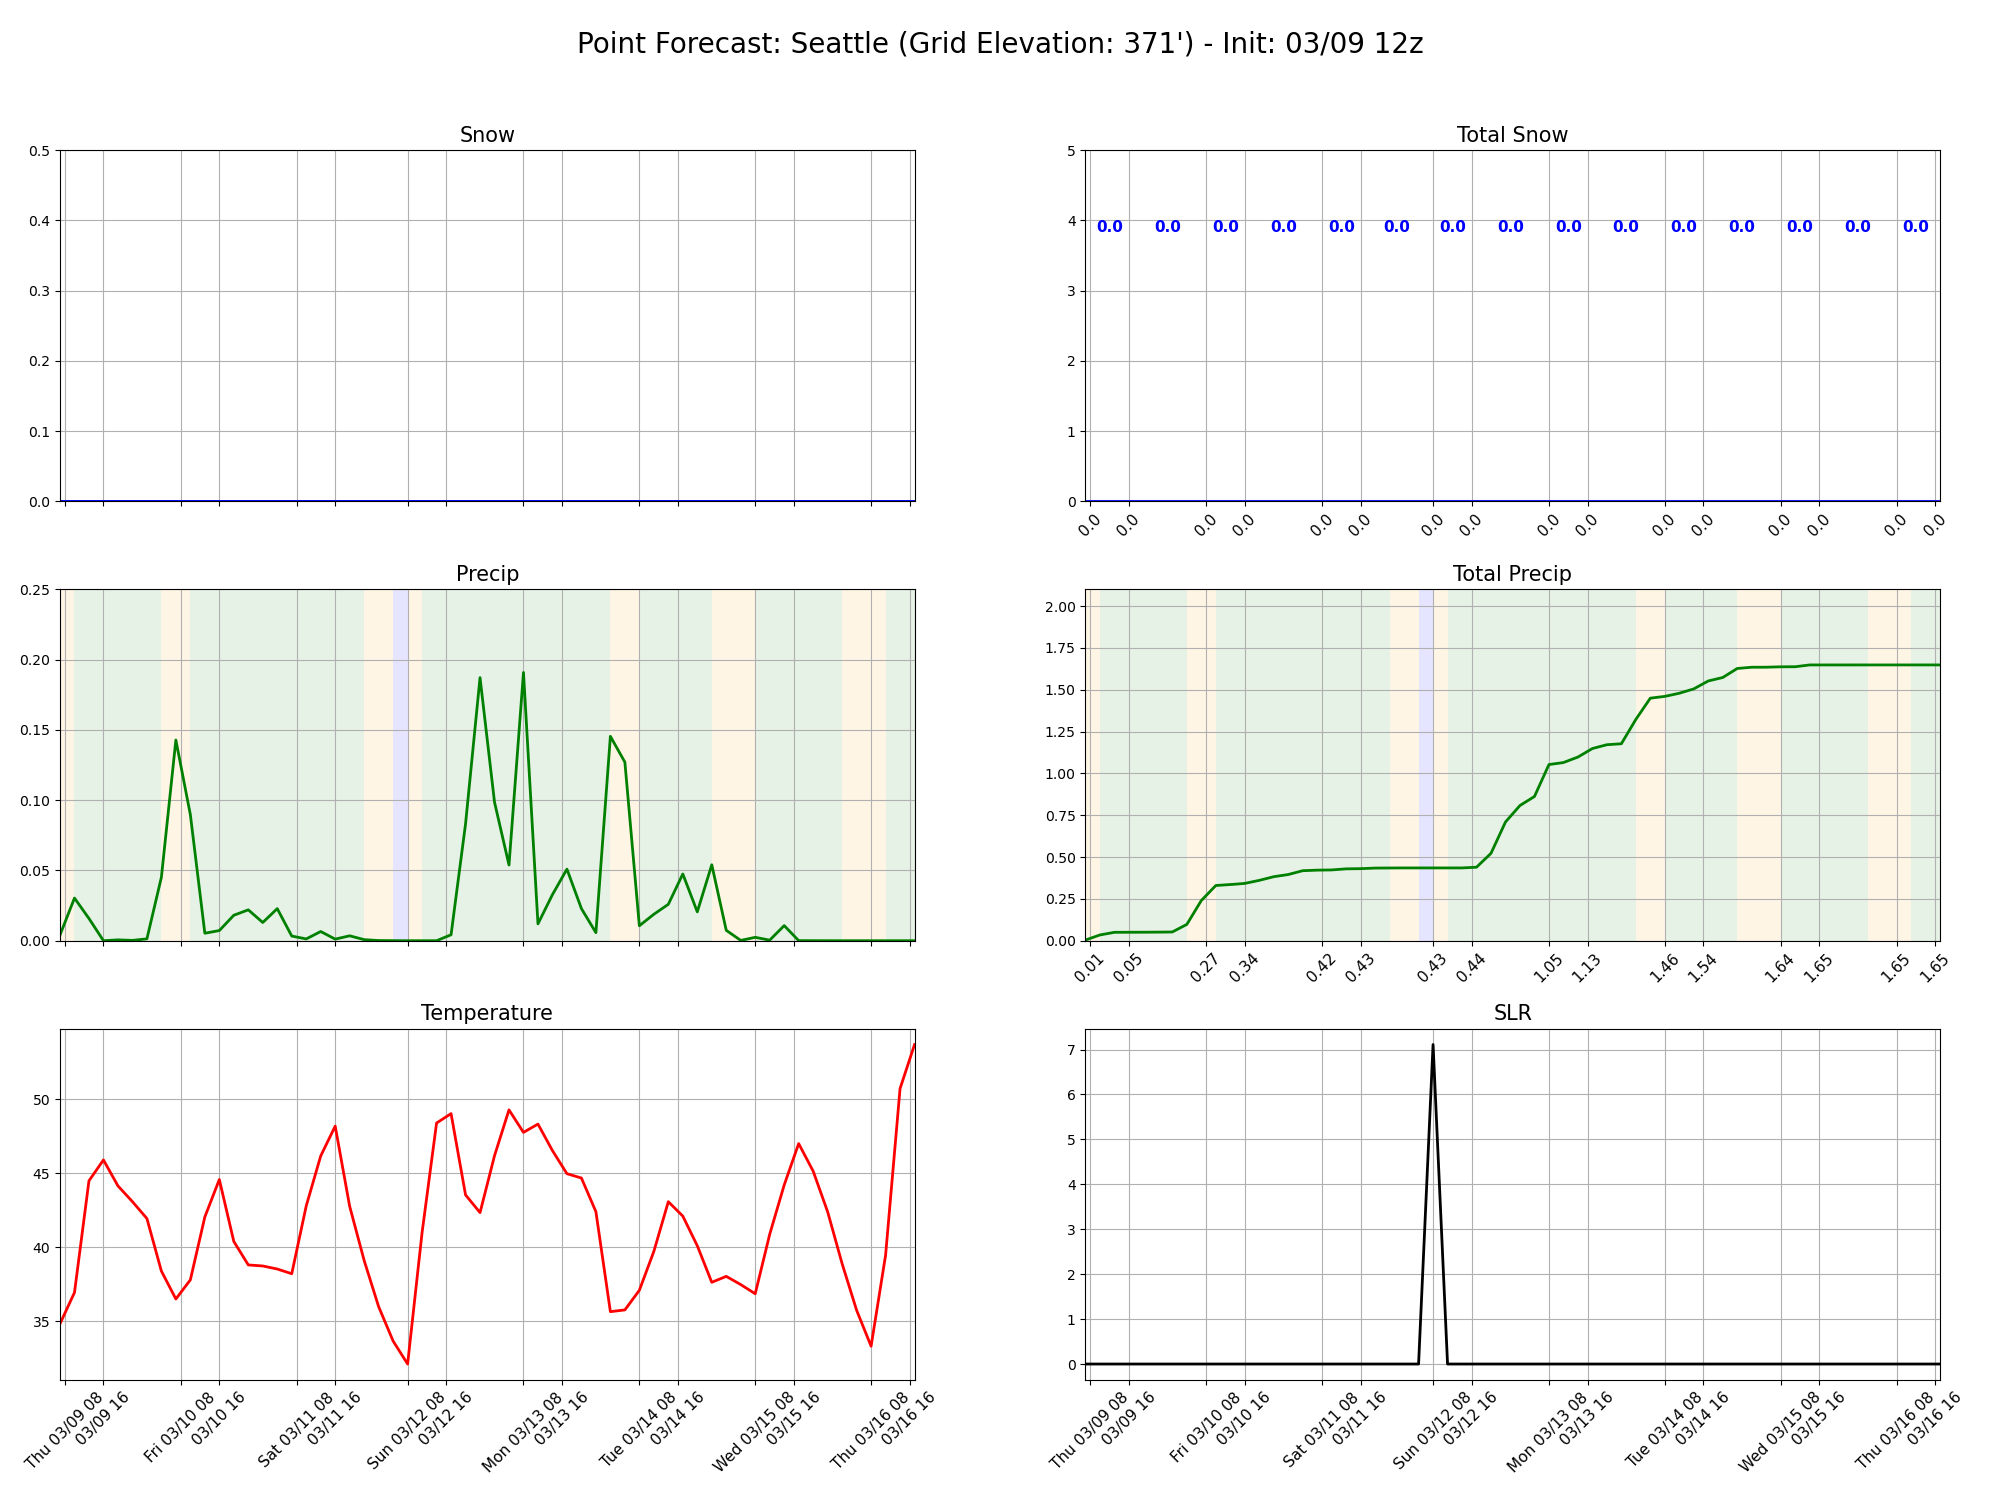 Point Forecast: Seattle (Grid Elevation: 371') - Init: 03/09 12z
Snow
0.5
0.4
0.3
0.2
0.1
0.0
Total Snow
5
4
3
2
1
0
0.0 0.0 0.0 0.0 0.0 0.0 0.0 0.0 0.0 0.0 0.0 0.0 0.0 0.0 0.0
0.0 0.0 0.0 0.0 0.0 0.0 0.0 0.0 0.0 0.0 0.0 0.0 0.0 0.0 0.0 0.0
Precip
0.25
0.20
0.15
0.10
0.05
0.00
Total Precip
2.00
1.75
1.50
1.25
1.00
0.75
0.50
0.25
0.00
0.01 0.05 0.27 0.34 0.42 0.43 0.43 0.44 1.05 1.13 1.46 1.54 1.64 1.65 1.65 1.65
Temperature
50
45
40
35
Thu 03/09 08
03/09 16
Fri 03/10 08
03/10 16
Sat 03/11 08
03/11 16
Sun 03/12 08
03/12 16
Mon 03/13 08
03/13 16
Tue 03/14 08
03/14 16
Wed 03/15 08
03/15 16
Thu 03/16 08
03/16 16
SLR
7
6
5
4
3
2
1
0
Thu 03/09 08
03/09 16
Fri 03/10 08
03/10 16
Sat 03/11 08
03/11 16
Sun 03/12 08
03/12 16
Mon 03/13 08
03/13 16
Tue 03/14 08
03/14 16
Wed 03/15 08
03/15 16
Thu 03/16 08
03/16 16